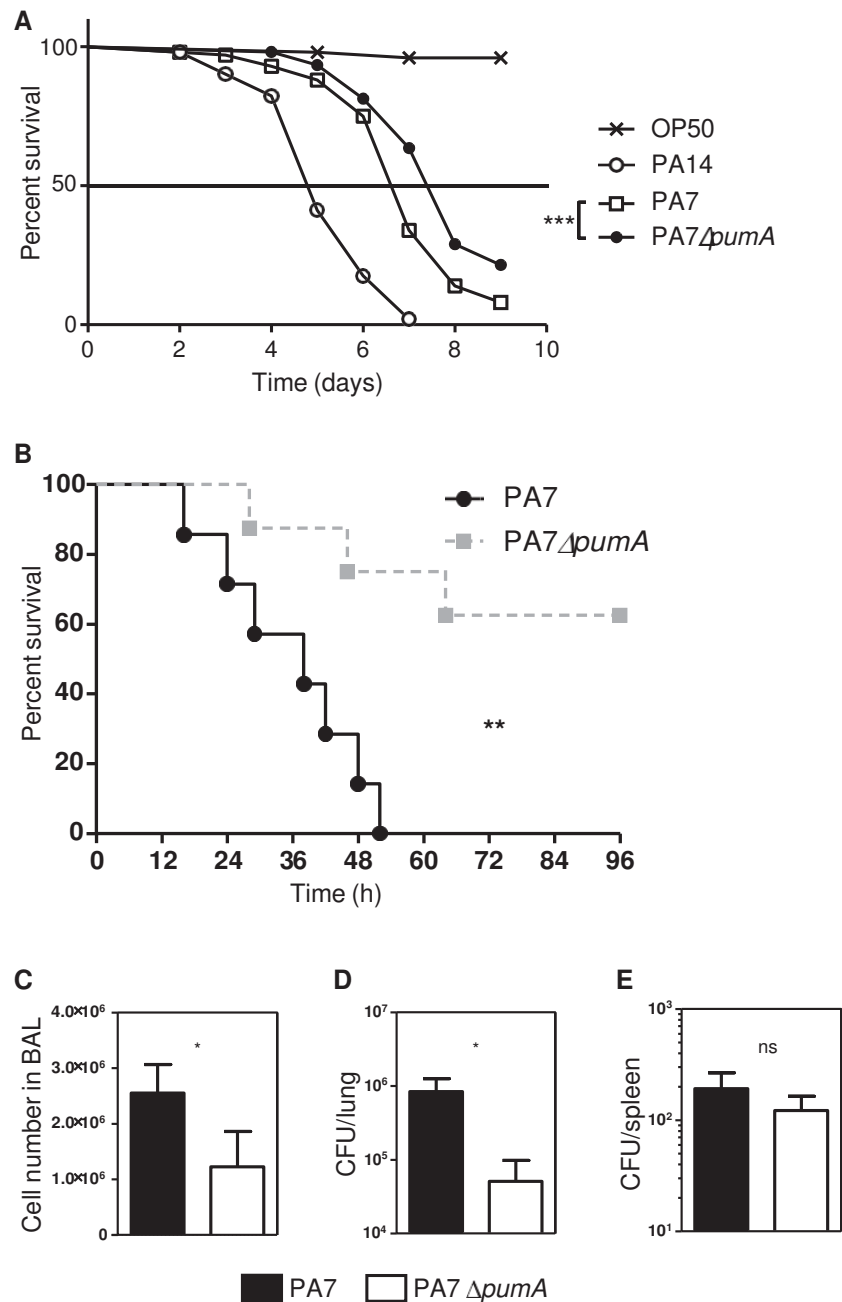 A
Percent survival
100
50
0
0 2 4 6 8 10
Time (days)
OP50
PA14
PA7
PA7ΔpumA
***
B
Percent survival
100
80
60
40
20
0
0 12 24 36 48 60 72 84 96
Time (h)
PA7
PA7ΔpumA
**
C
Cell number in BAL
4.0×10⁶
3.0×10⁶
2.0×10⁶
1.0×10⁶
0
*
D
CFU/lung
10⁷
10⁶
10⁵
10⁴
*
E
CFU/spleen
10³
10²
10¹
ns
PA7 PA7 ΔpumA